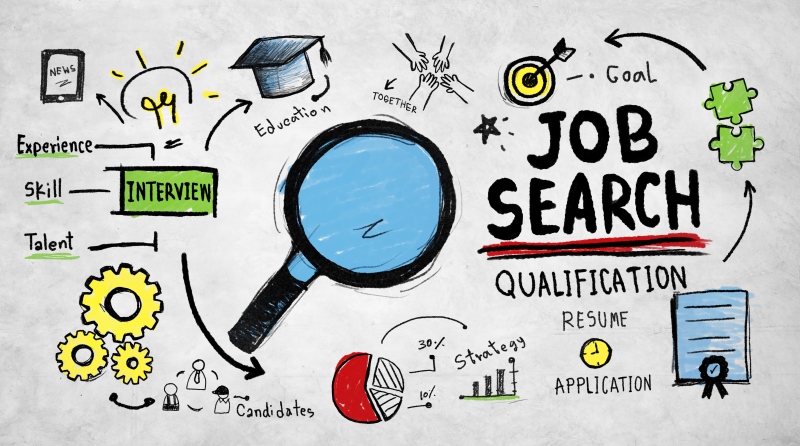 NEWS
Experience
Skill
Talent
INTERVIEW
Education
TOGETHER
Goal
JOB
SEARCH
QUALIFICATION
RESUME
APPLICATION
30%
10%
Strategy
Candidates